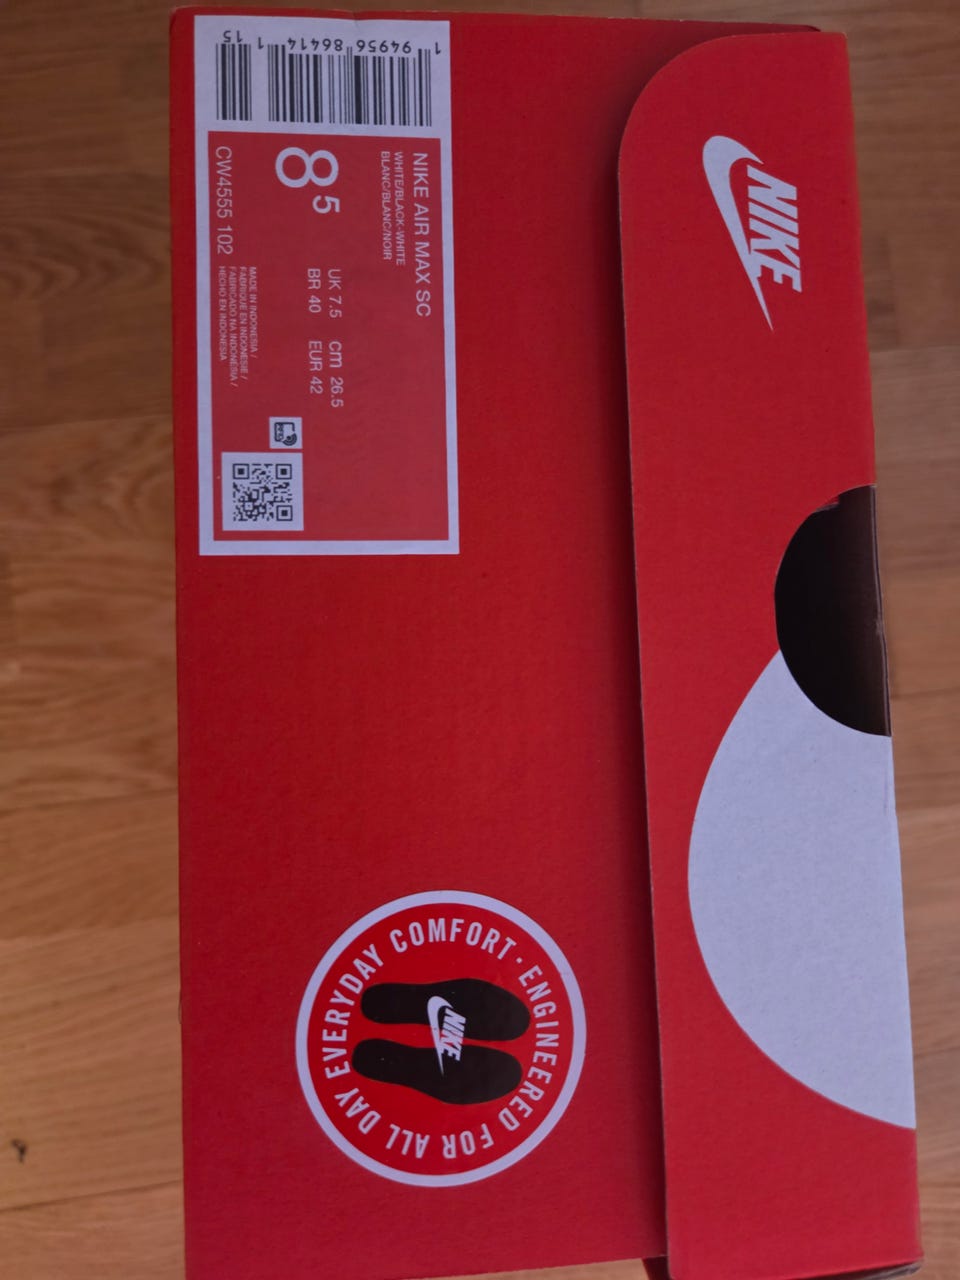 1 94956 86414 1 15
NIKE AIR MAX SC
WHITE/BLACK-WHITE
BLANC/BLANC/NOIR
8 5
UK 7.5 cm 26.5
BR 40 EUR 42
CW4555 102
MADE IN INDONESIA /
FABRIQUE EN INDONESIE /
FABRICADO NA INDONÉSIA /
HECHO EN INDONESIA
NIKE
EVERYDAY COMFORT · ENGINEERED FOR ALL DAY
NIKE